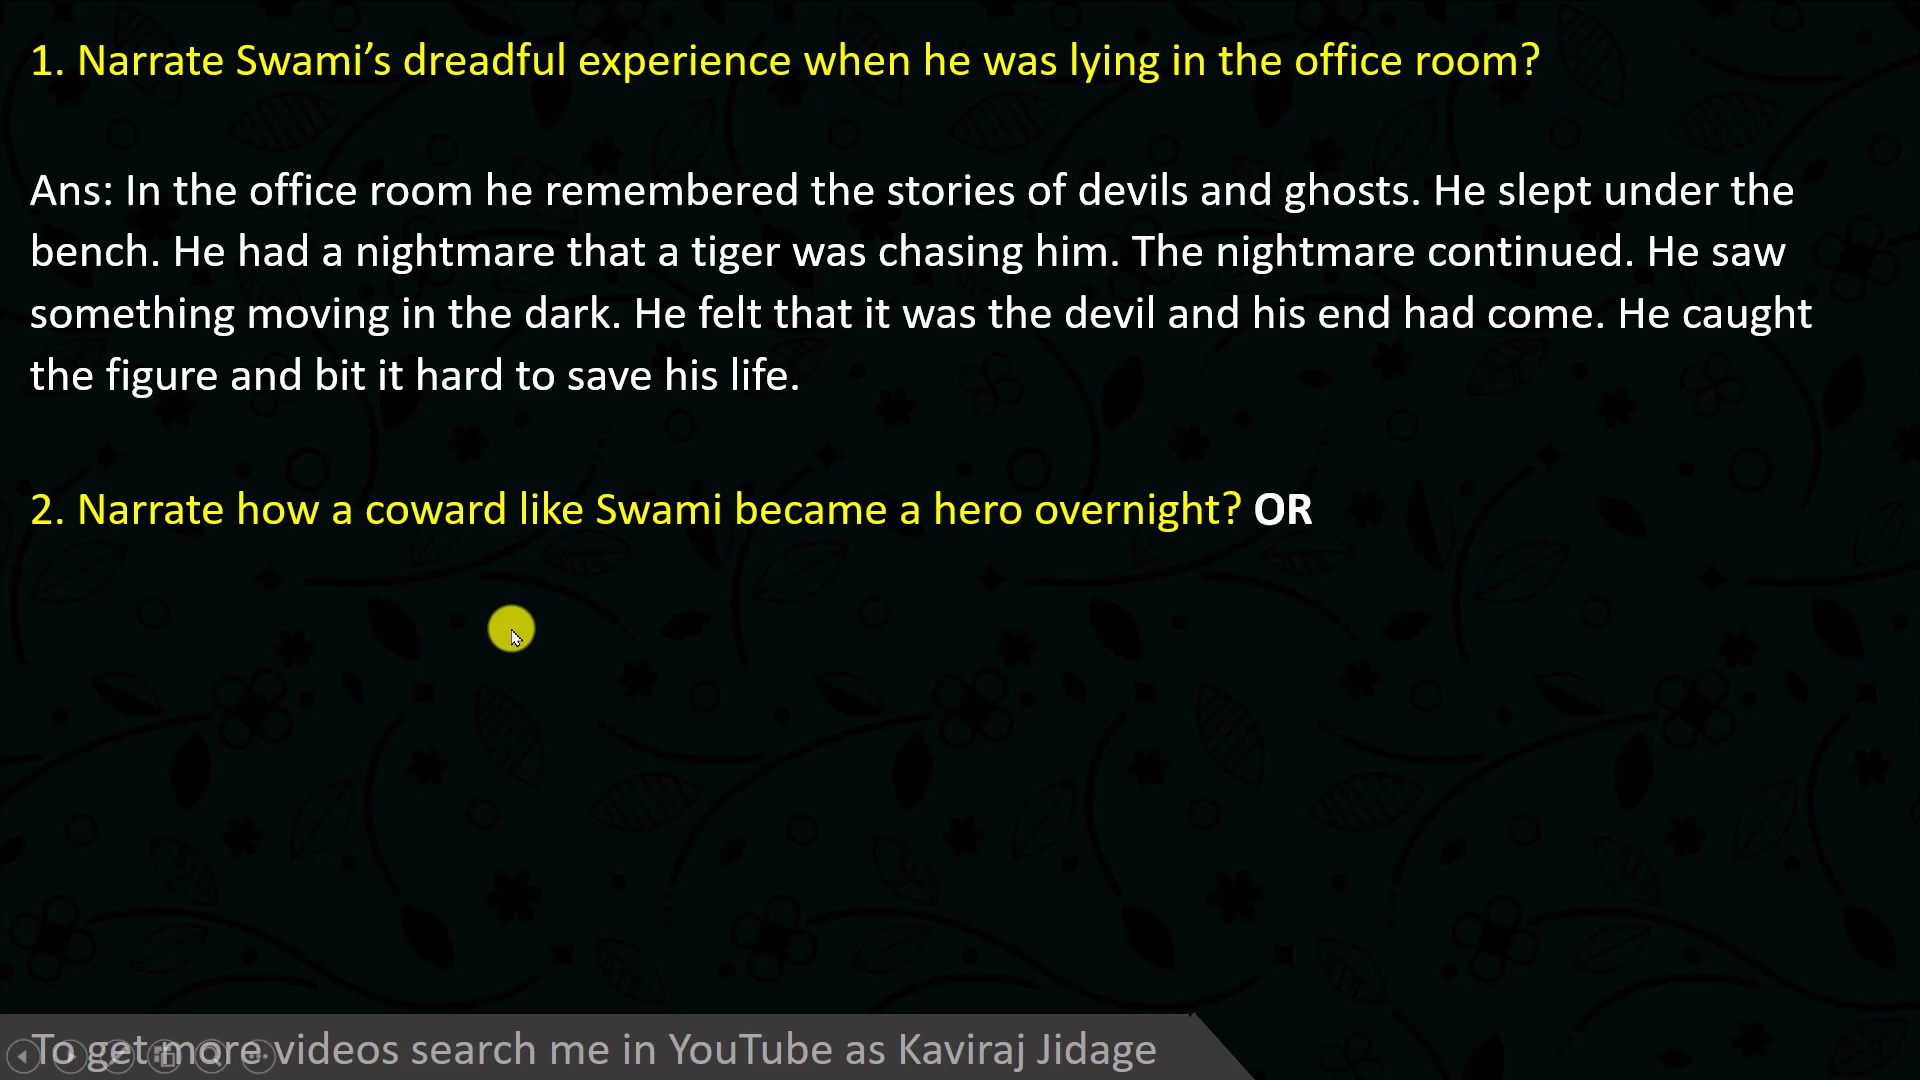 1. Narrate Swami’s dreadful experience when he was lying in the office room?
Ans: In the office room he remembered the stories of devils and ghosts. He slept under the
bench. He had a nightmare that a tiger was chasing him. The nightmare continued. He saw
something moving in the dark. He felt that it was the devil and his end had come. He caught
the figure and bit it hard to save his life.
2. Narrate how a coward like Swami became a hero overnight? OR
To get more videos search me in YouTube as Kaviraj Jidage